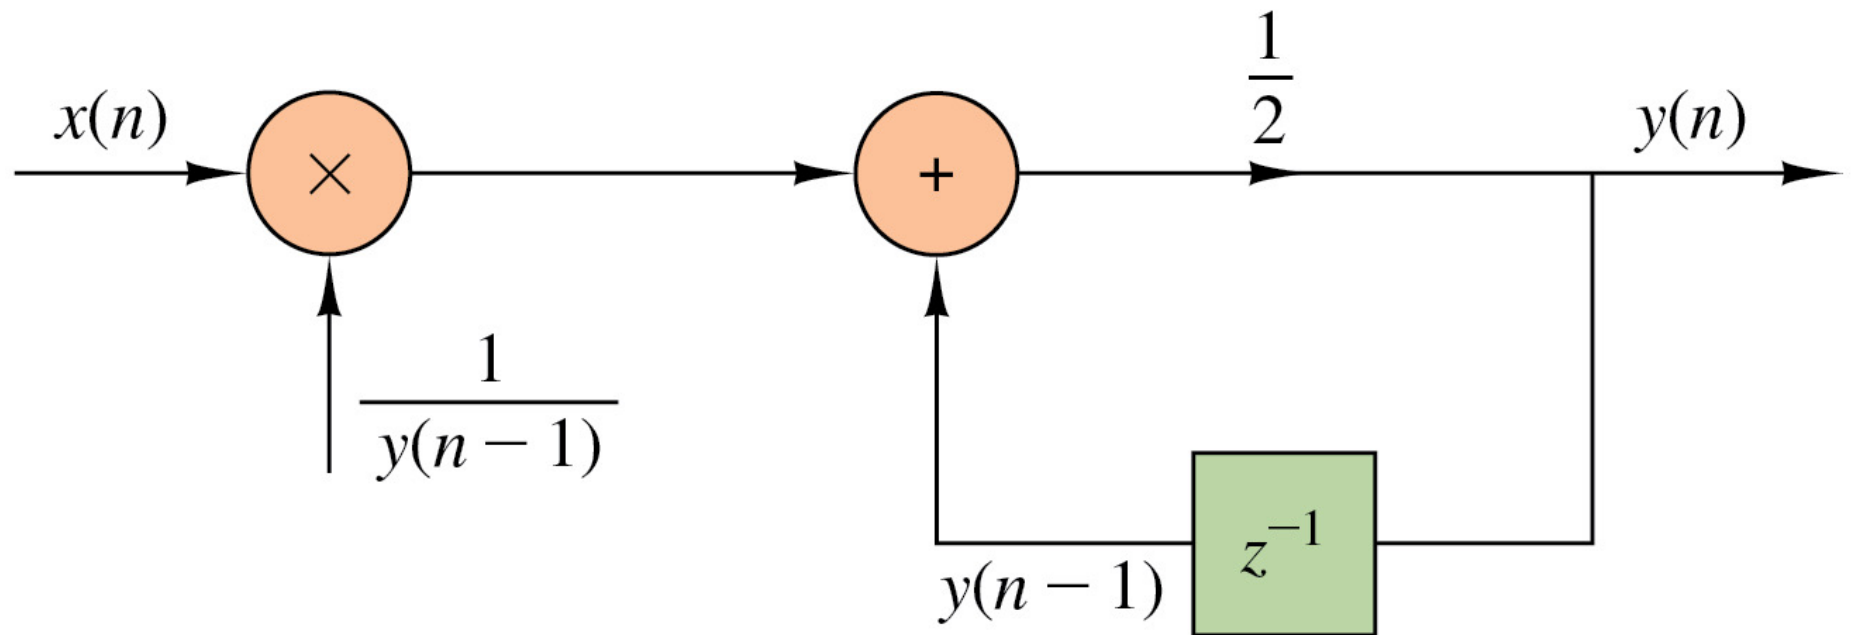 x(n)
×
+
1/2
y(n)
1/y(n − 1)
y(n − 1)
z⁻¹